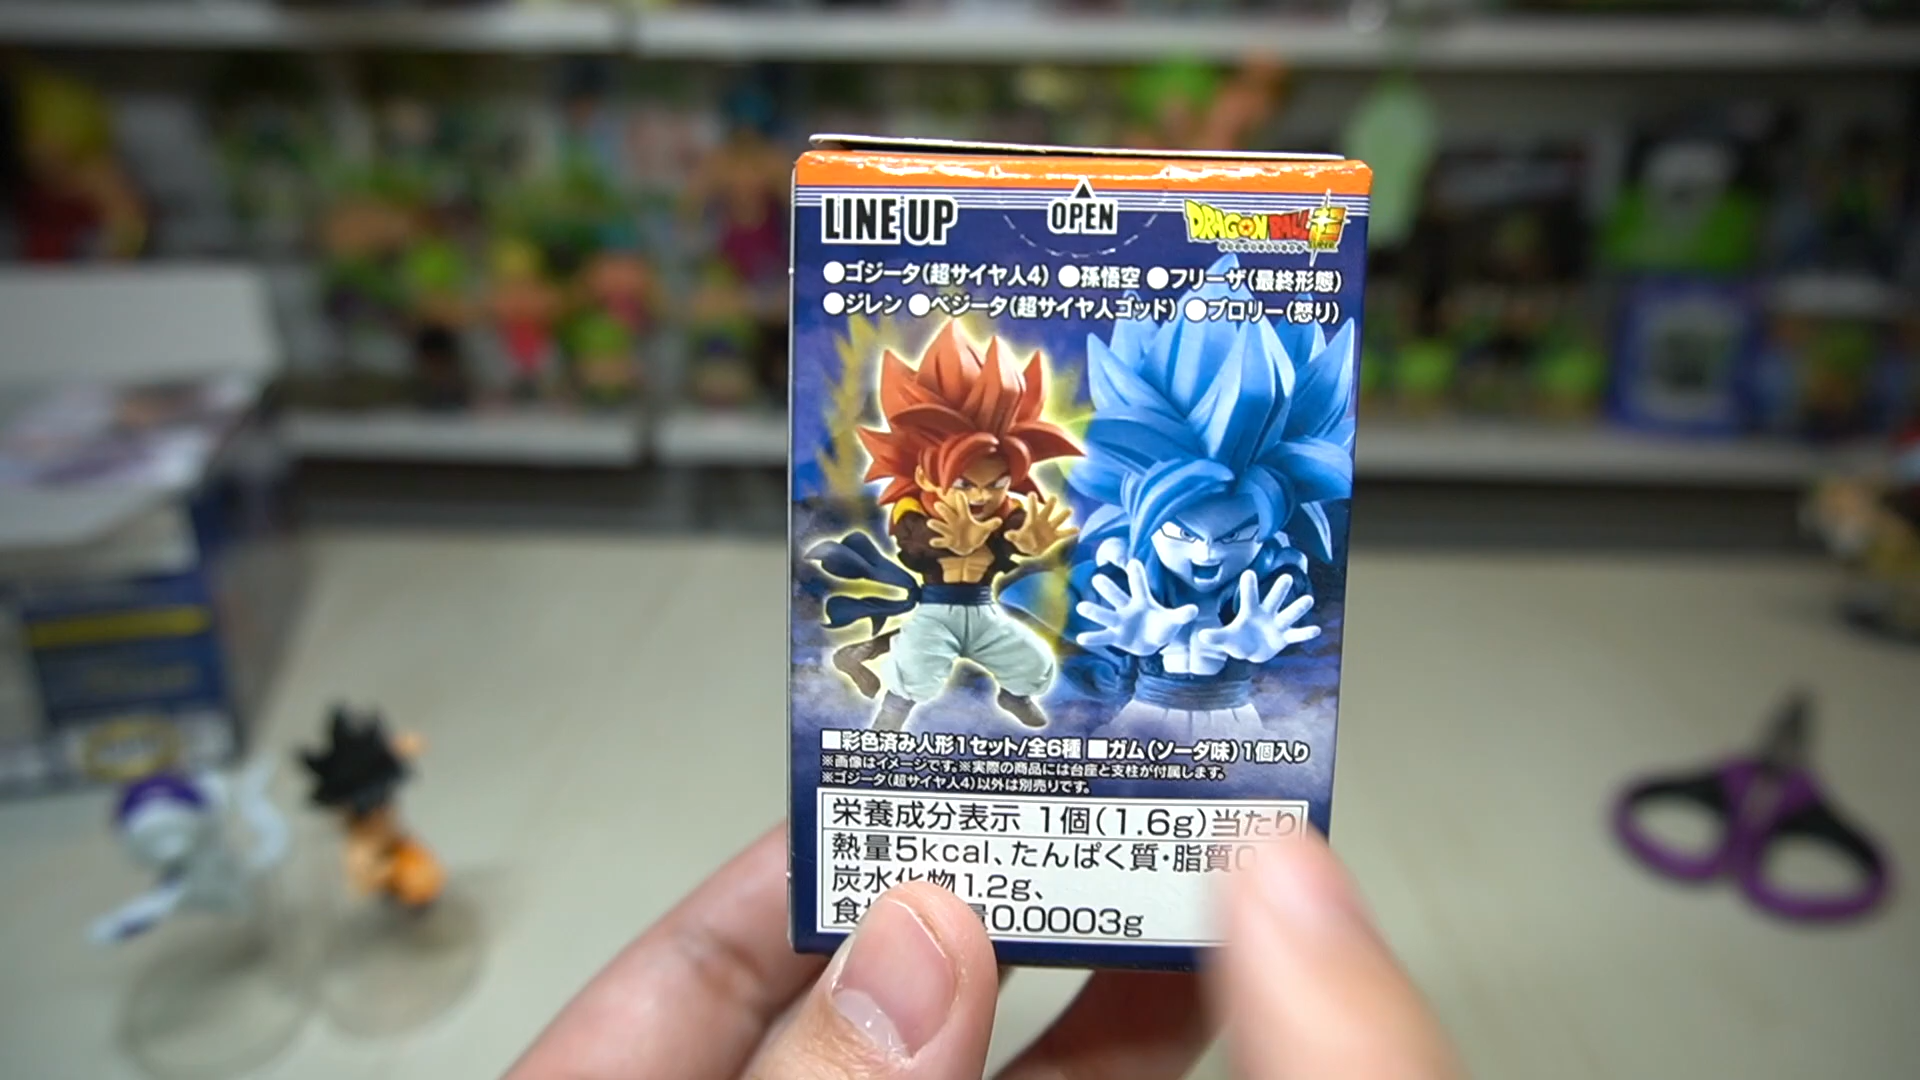 LINE UP
OPEN
DRAGON BALL超
●ゴジータ(超サイヤ人4) ●孫悟空 ●フリーザ(最終形態)
●ジレン ●ベジータ(超サイヤ人ゴッド) ●ブロリー(怒り)
■彩色済み人形1セット/全6種 ■ガム(ソーダ味)1個入り
※画像はイメージです。※実際の商品には台座と支柱が付属します。
※ゴジータ(超サイヤ人4)以外は別売りです。
栄養成分表示 1個(1.6g)当たり
熱量5kcal、たんぱく質・脂質0
炭水化物1.2g、
食 量0.0003g